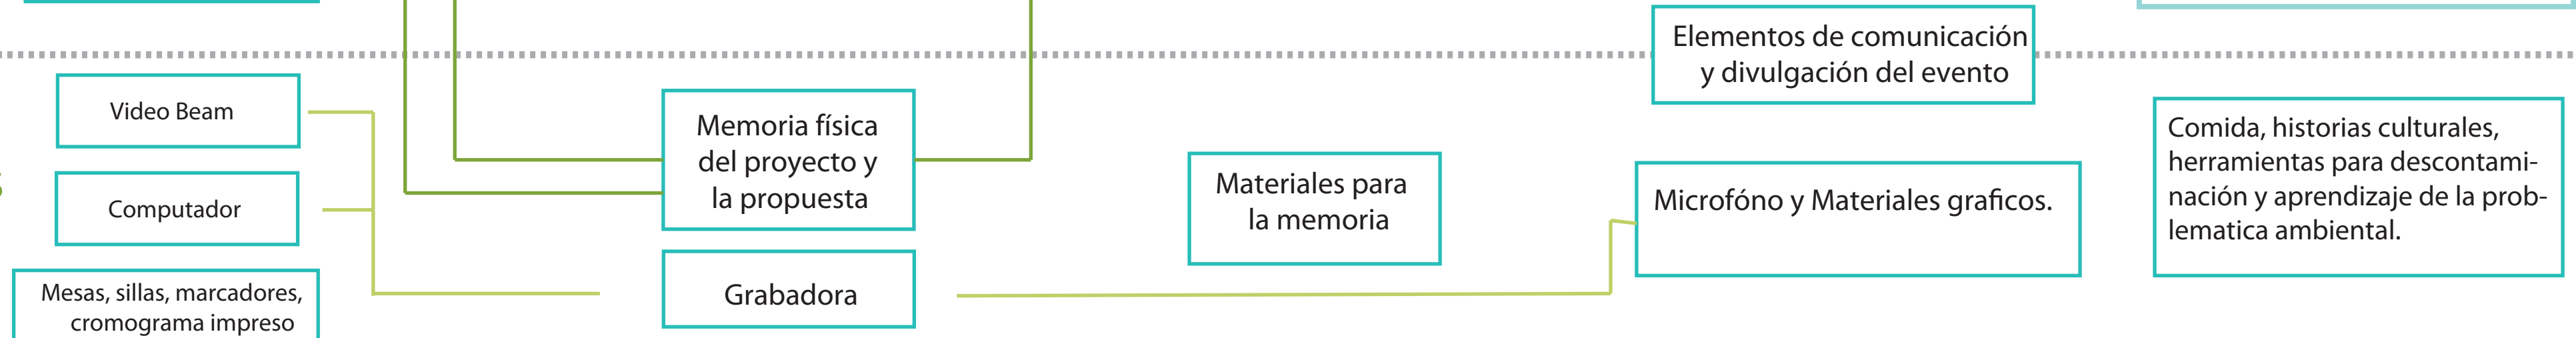 Elementos de comunicación
y divulgación del evento
Video Beam
Memoria física
del proyecto y
la propuesta
Comida, historias culturales,
herramientas para descontami-
nación y aprendizaje de la prob-
lematica ambiental.
Computador
Materiales para
la memoria
Microfóno y Materiales graficos.
Mesas, sillas, marcadores,
cromograma impreso
Grabadora